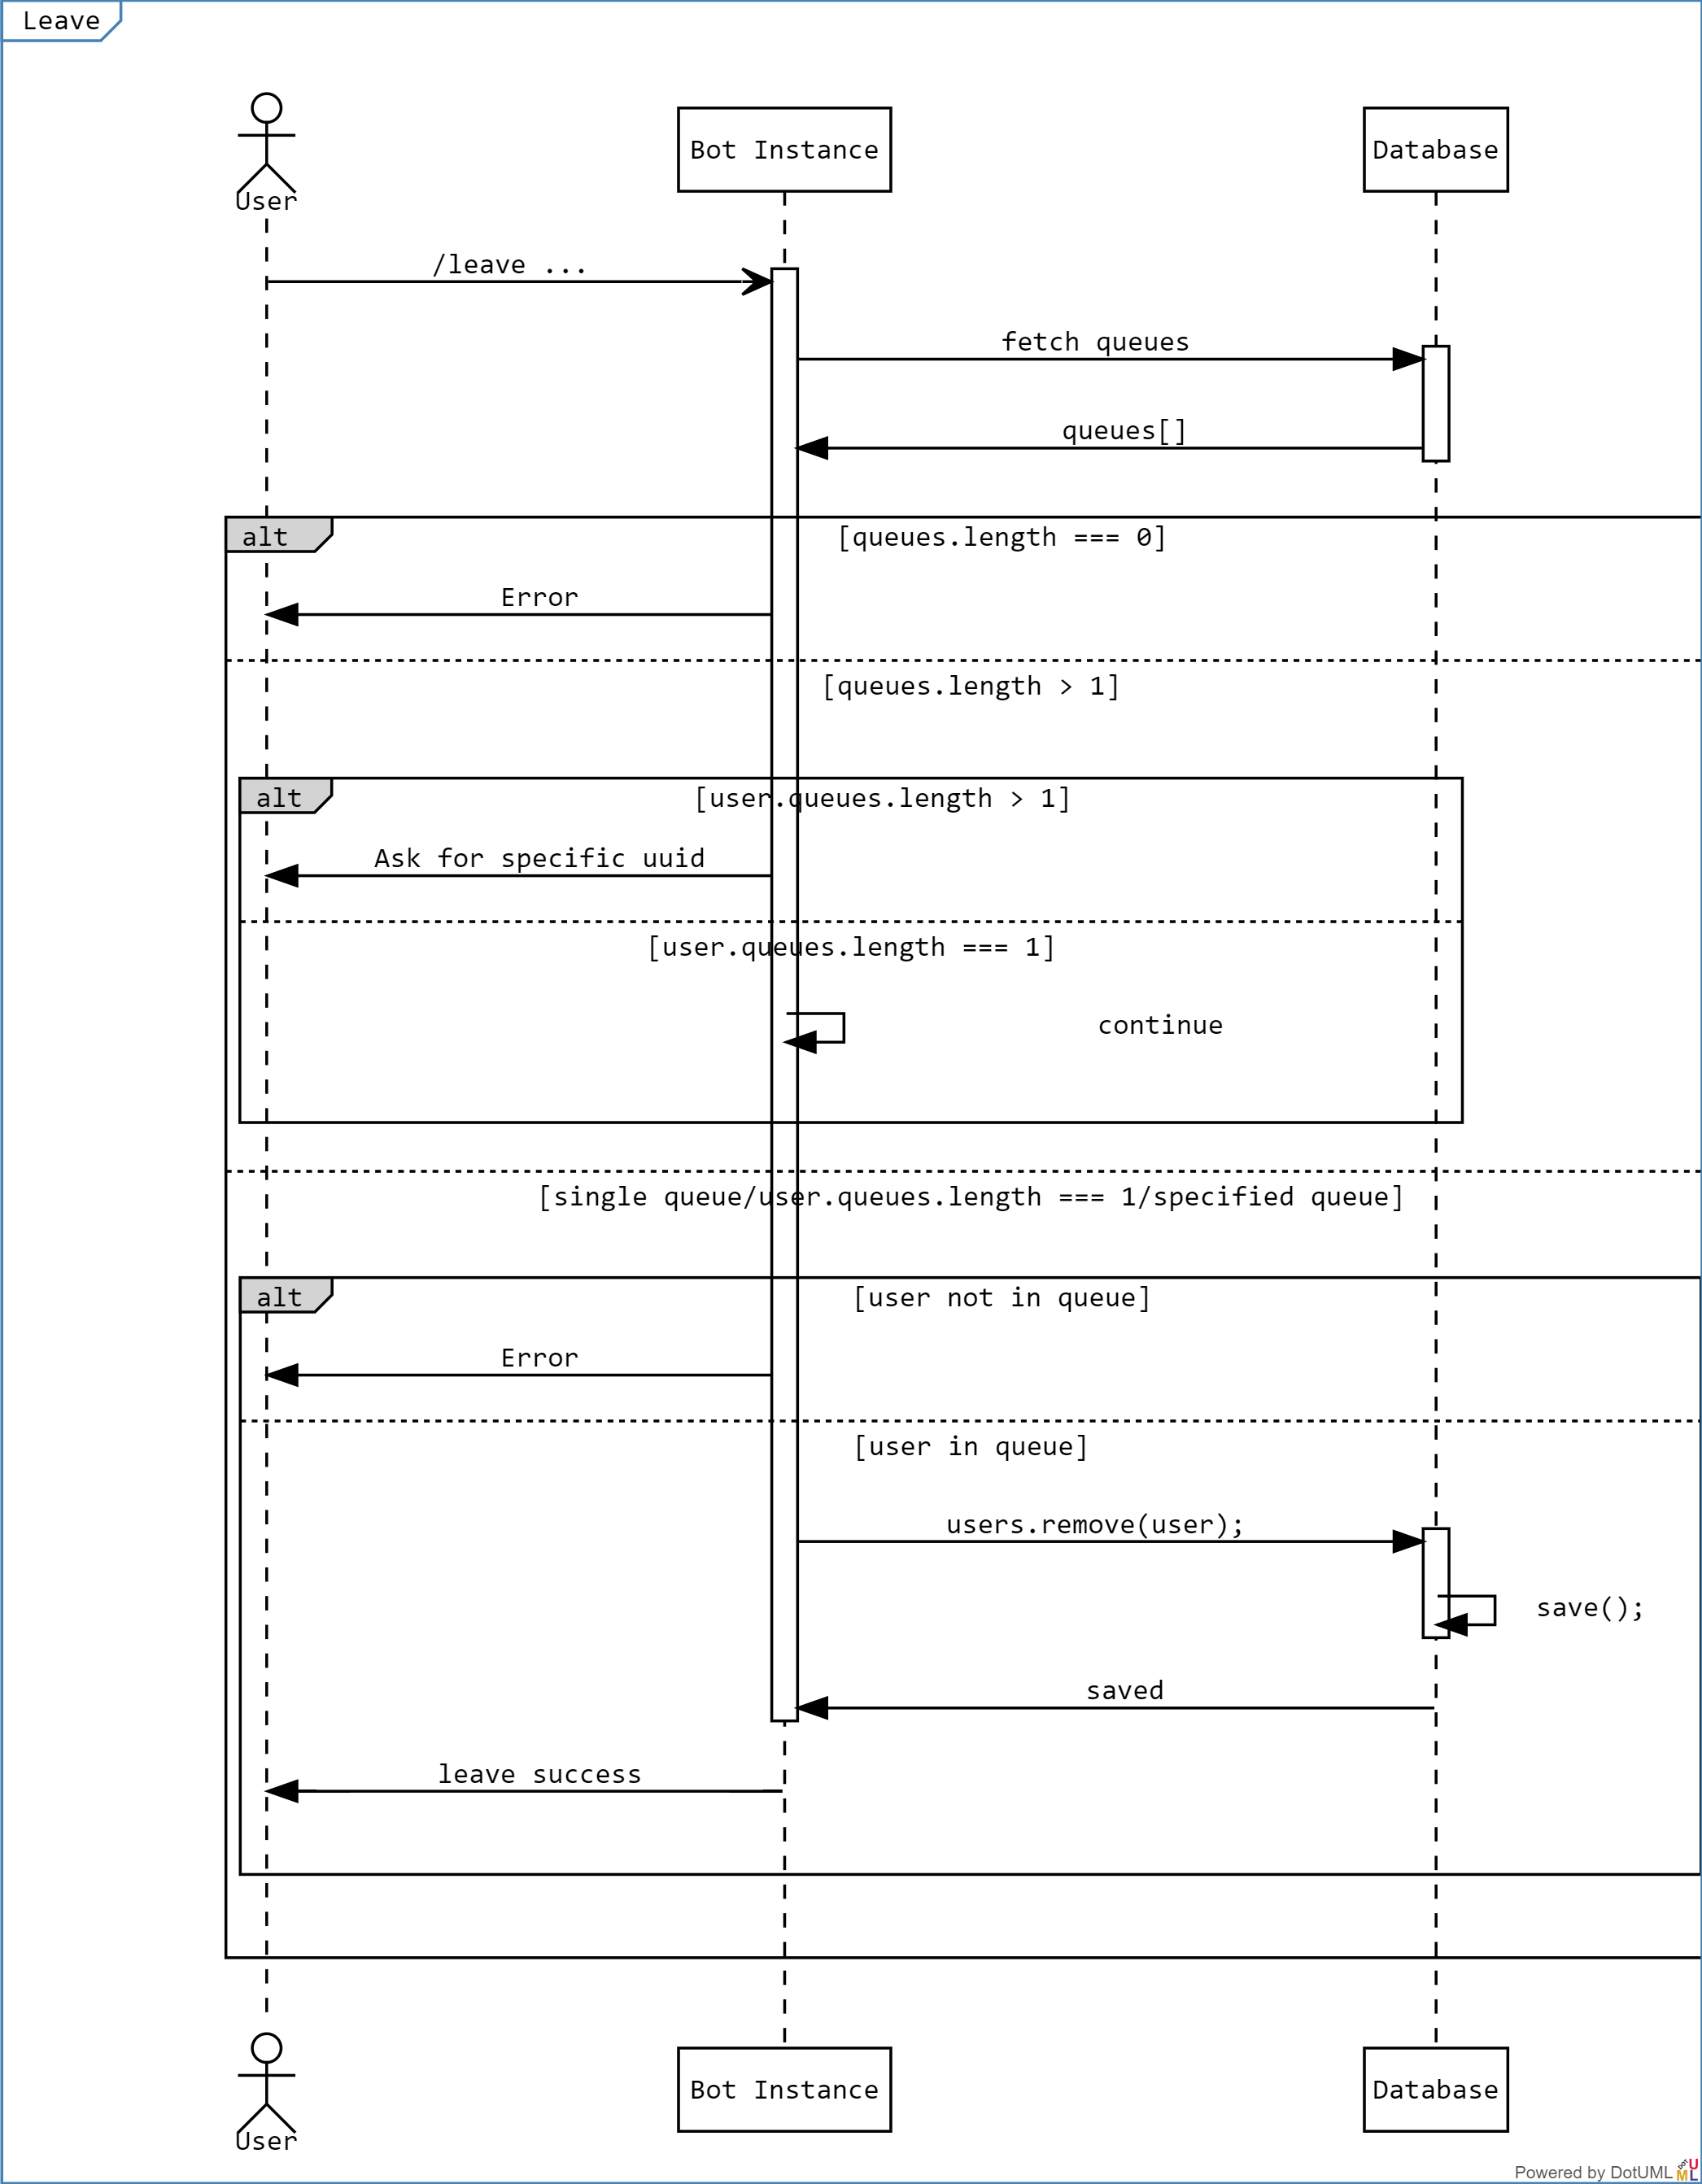 Leave
User
Bot Instance
Database
/leave ...
fetch queues
queues[]
alt
[queues.length === 0]
Error
[queues.length > 1]
alt
[user.queues.length > 1]
Ask for specific uuid
[user.queues.length === 1]
continue
[single queue/user.queues.length === 1/specified queue]
alt
[user not in queue]
Error
[user in queue]
users.remove(user);
save();
saved
leave success
User
Bot Instance
Database
Powered by DotUML